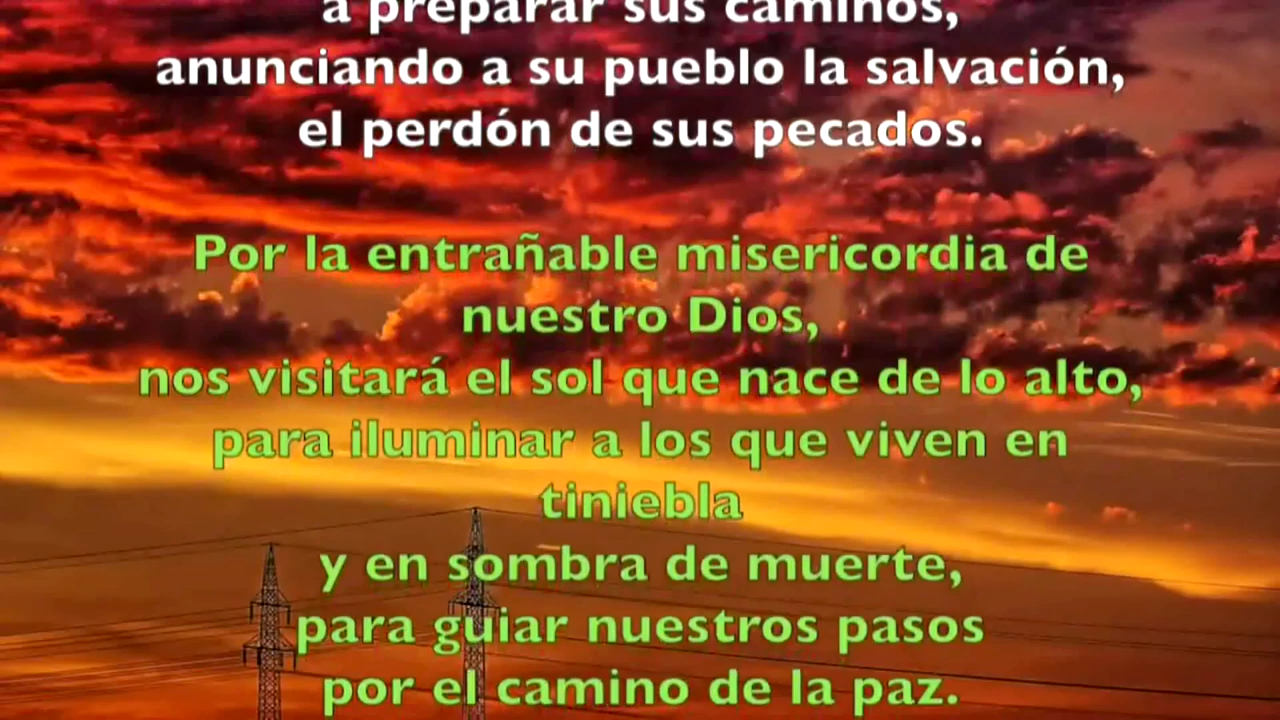 a preparar sus caminos,
anunciando a su pueblo la salvación,
el perdón de sus pecados.
Por la entrañable misericordia de
nuestro Dios,
nos visitará el sol que nace de lo alto,
para iluminar a los que viven en
tiniebla
y en sombra de muerte,
para guiar nuestros pasos
por el camino de la paz.